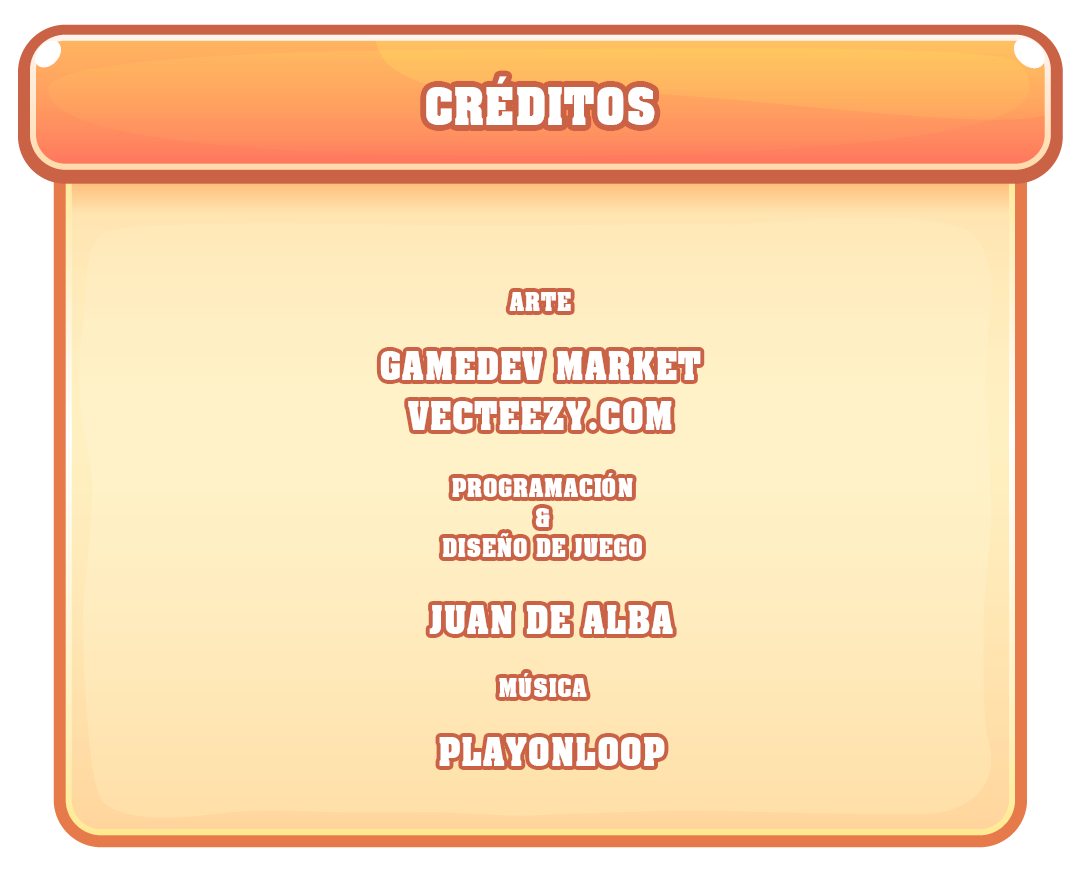 CRÉDITOS
ARTE
GAMEDEV MARKET
VECTEEZY.COM
PROGRAMACIÓN
&
DISEÑO DE JUEGO
JUAN DE ALBA
MÚSICA
PLAYONLOOP